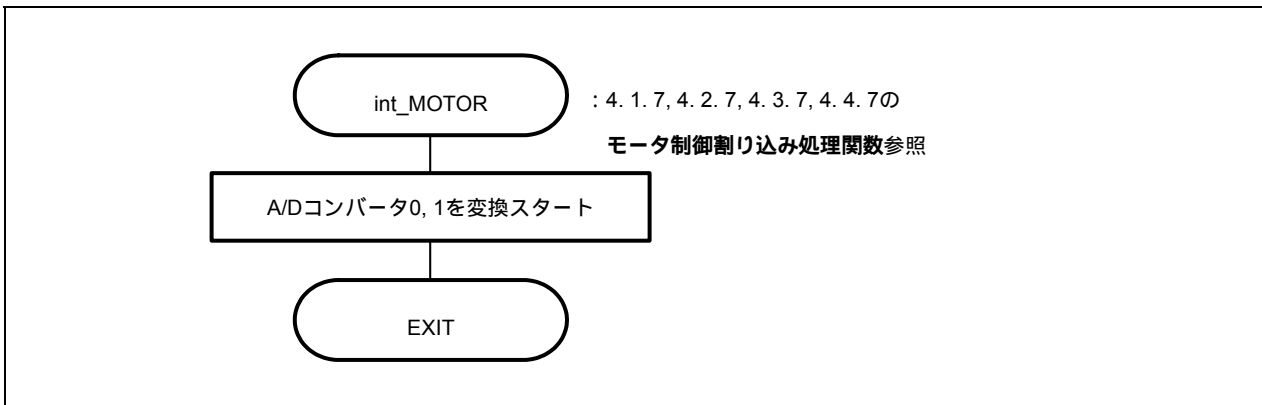 int_MOTOR
: 4. 1. 7, 4. 2. 7, 4. 3. 7, 4. 4. 7の
モータ制御割り込み処理関数参照
A/Dコンバータ0, 1を変換スタート
EXIT